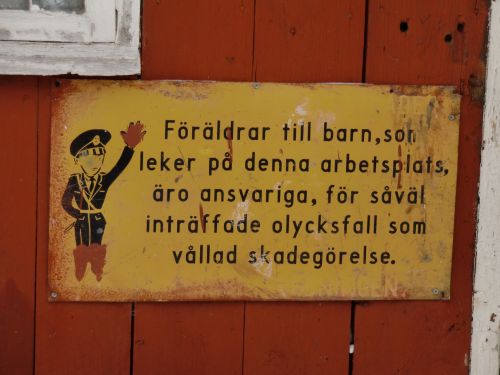 Föräldrar till barn, som
leker på denna arbetsplats,
äro ansvariga, för såväl
inträffade olycksfall som
vållad skadegörelse.